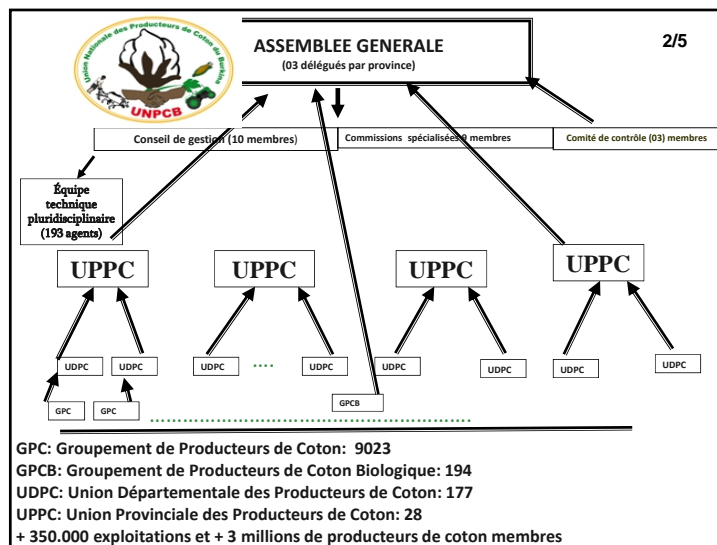 Union Nationale des Producteurs de Coton du Burkina
UNPCB
ASSEMBLEE GENERALE
(03 délégués par province)
2/5
Conseil de gestion (10 membres)
Commissions spécialisées 9 membres
Comité de contrôle (03) membres
Équipe
technique
pluridisciplinaire
(193 agents)
UPPC
UPPC
UPPC
UPPC
UDPC
UDPC
UDPC
....
UDPC
UDPC
UDPC
UDPC
UDPC
GPC
GPC
GPCB
GPC: Groupement de Producteurs de Coton: 9023
GPCB: Groupement de Producteurs de Coton Biologique: 194
UDPC: Union Départementale des Producteurs de Coton: 177
UPPC: Union Provinciale des Producteurs de Coton: 28
+ 350.000 exploitations et + 3 millions de producteurs de coton membres